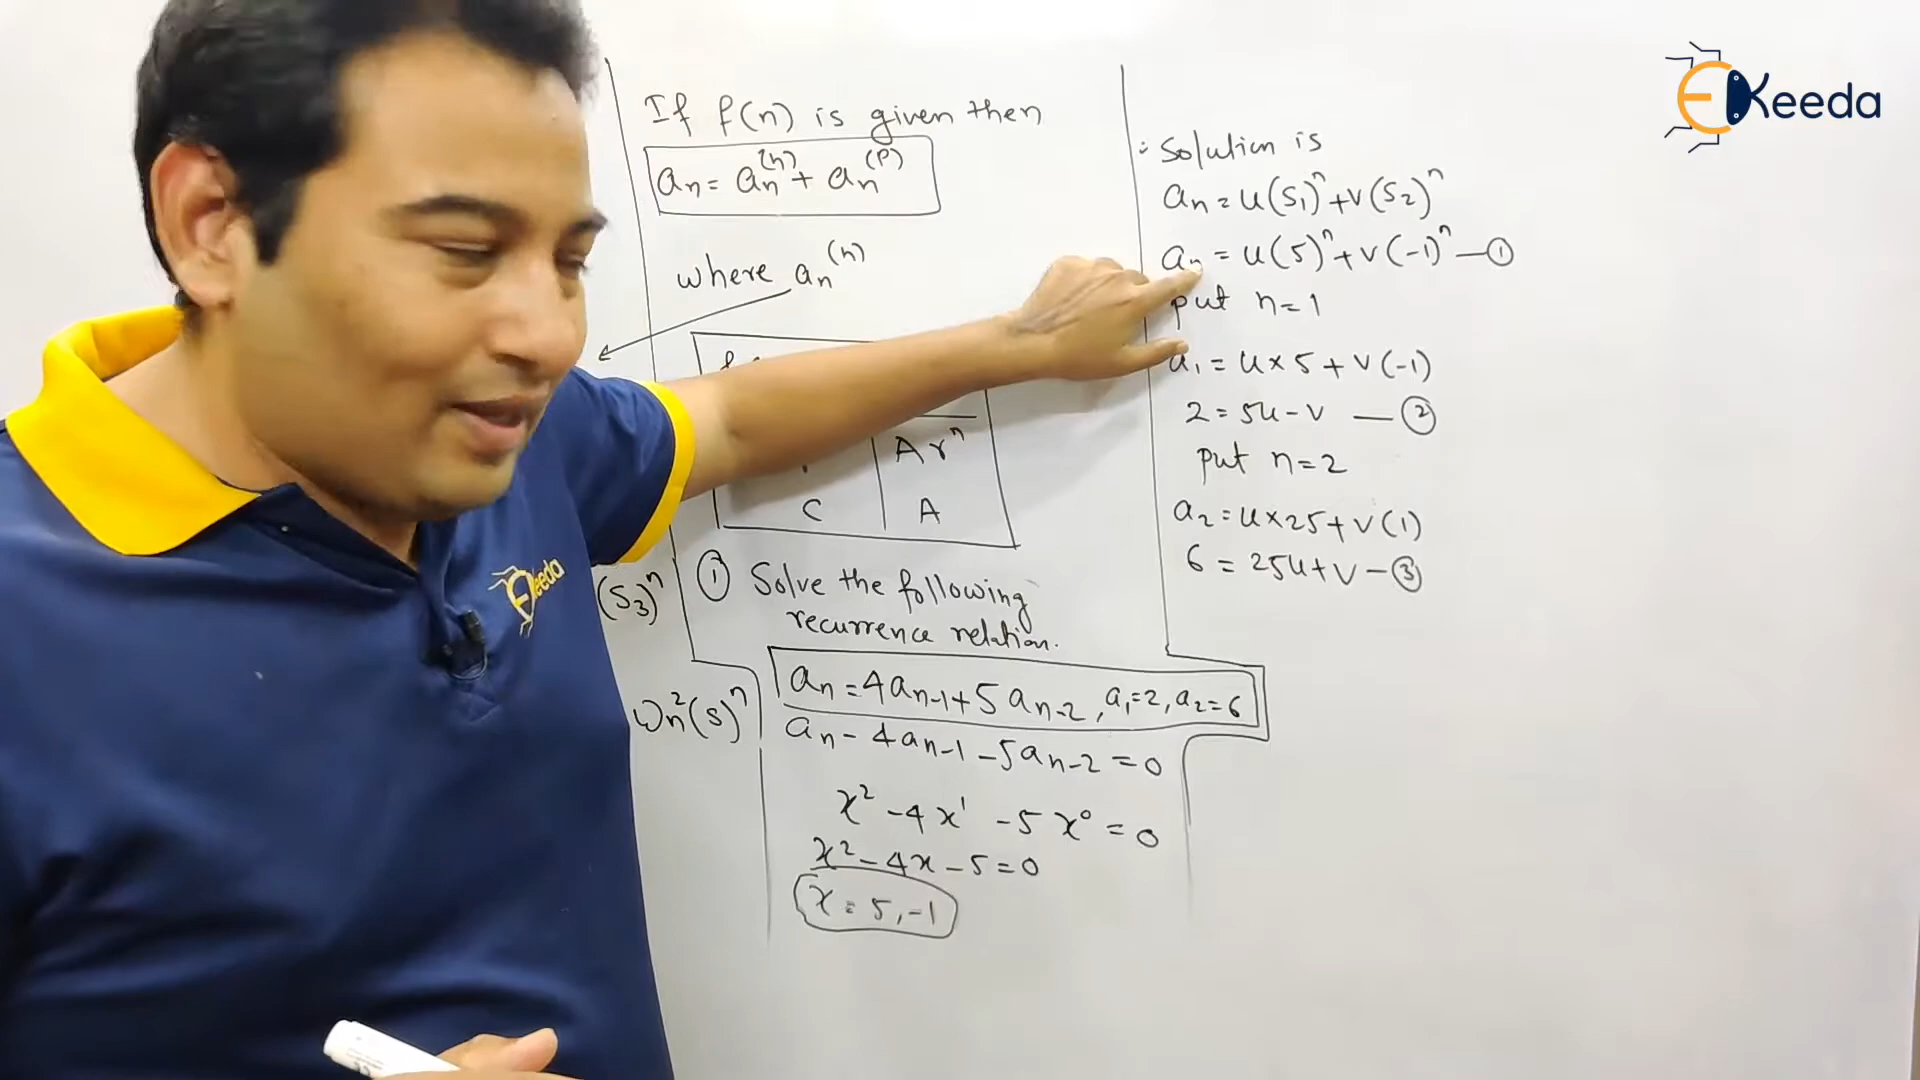 EKeeda
If f(n) is given then
aₙ = aₙ⁽ʰ⁾ + aₙ⁽ᵖ⁾
where aₙ⁽ʰ⁾
A rⁿ
C A
(S₃)ⁿ
ωn²(s)ⁿ
① Solve the following
recurrence relation.
aₙ = 4aₙ₋₁ + 5aₙ₋₂, a₁=2, a₂=6
aₙ - 4aₙ₋₁ - 5aₙ₋₂ = 0
x² - 4x¹ - 5x⁰ = 0
x² - 4x - 5 = 0
x = 5, -1
∴ Solution is
aₙ = u(S₁)ⁿ + v(S₂)ⁿ
aₙ = u(5)ⁿ + v(-1)ⁿ — ①
put n = 1
a₁ = u×5 + v(-1)
2 = 5u - v — ②
put n = 2
a₂ = u×25 + v(1)
6 = 25u + v — ③
EKeeda